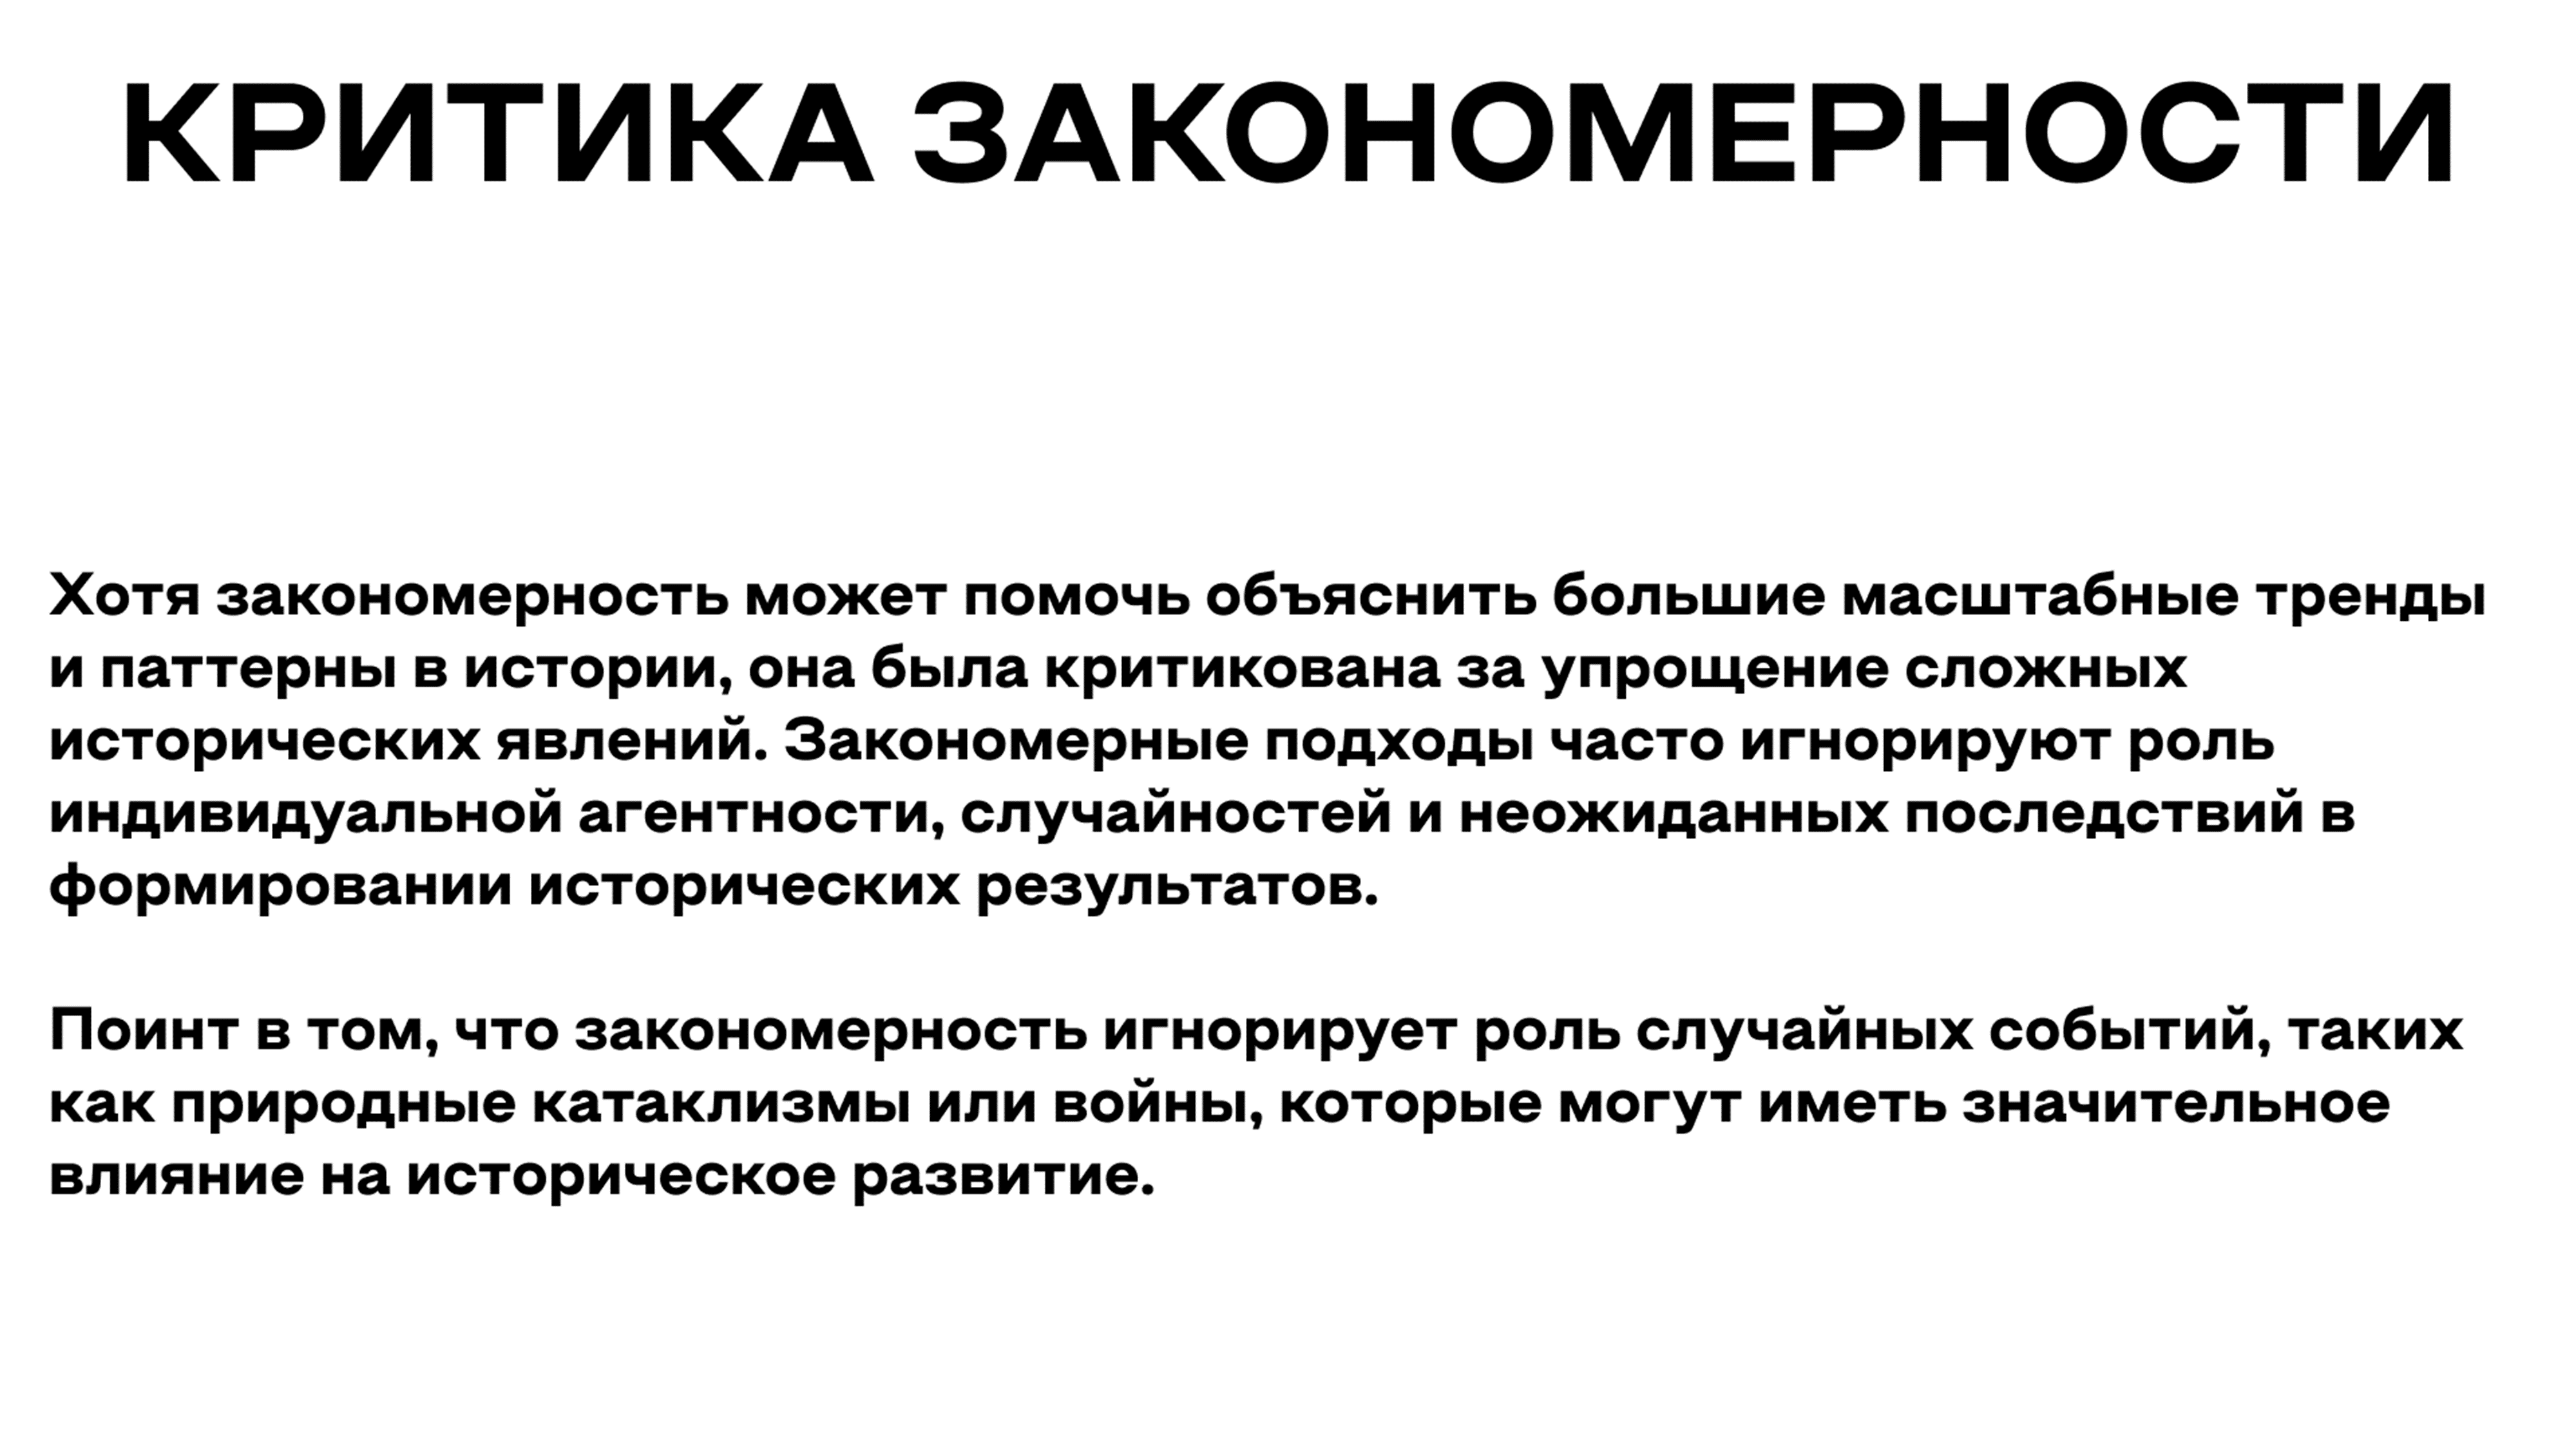 КРИТИКА ЗАКОНОМЕРНОСТИ
Хотя закономерность может помочь объяснить большие масштабные тренды
и паттерны в истории, она была критикована за упрощение сложных
исторических явлений. Закономерные подходы часто игнорируют роль
индивидуальной агентности, случайностей и неожиданных последствий в
формировании исторических результатов.
Поинт в том, что закономерность игнорирует роль случайных событий, таких
как природные катаклизмы или войны, которые могут иметь значительное
влияние на историческое развитие.